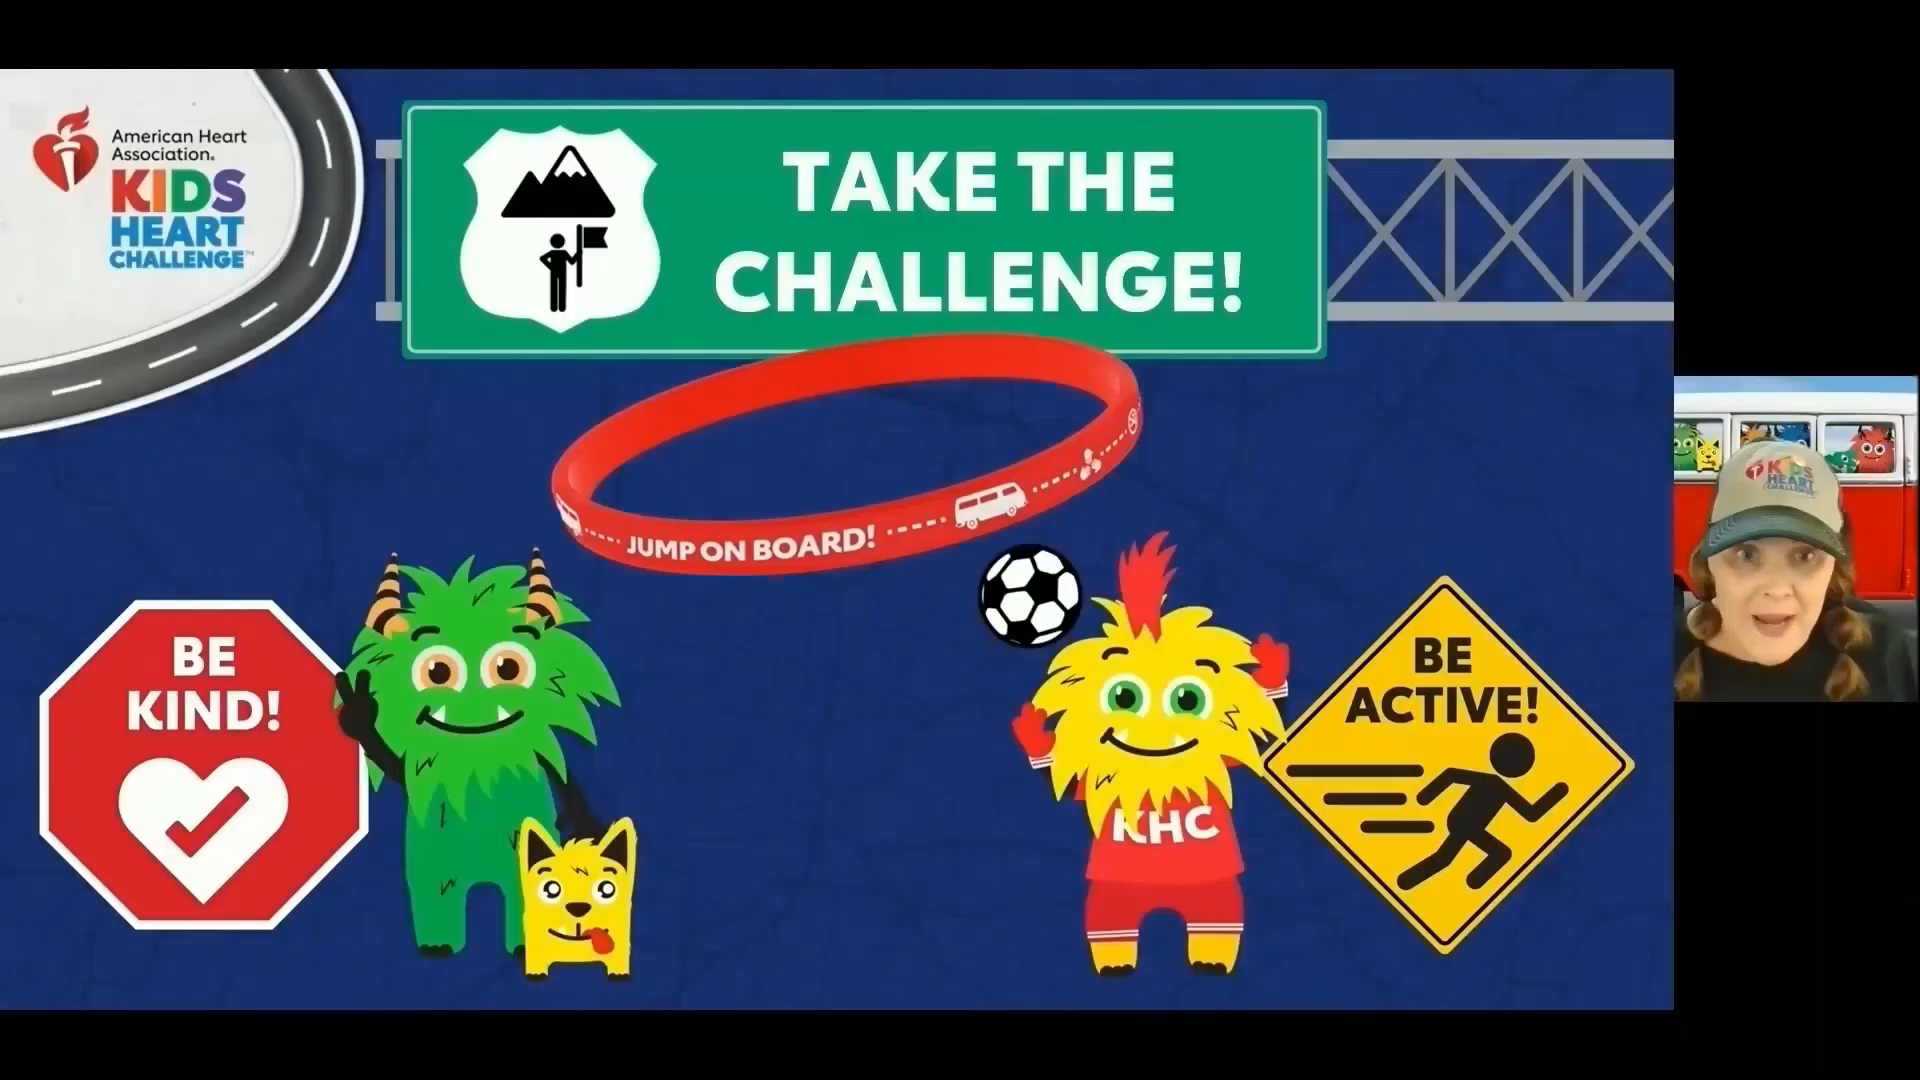 American Heart
Association®
KIDS
HEART
CHALLENGE™
TAKE THE
CHALLENGE!
JUMP ON BOARD!
BE
KIND!
KHC
BE
ACTIVE!
KIDS
HEART
CHALLENGE